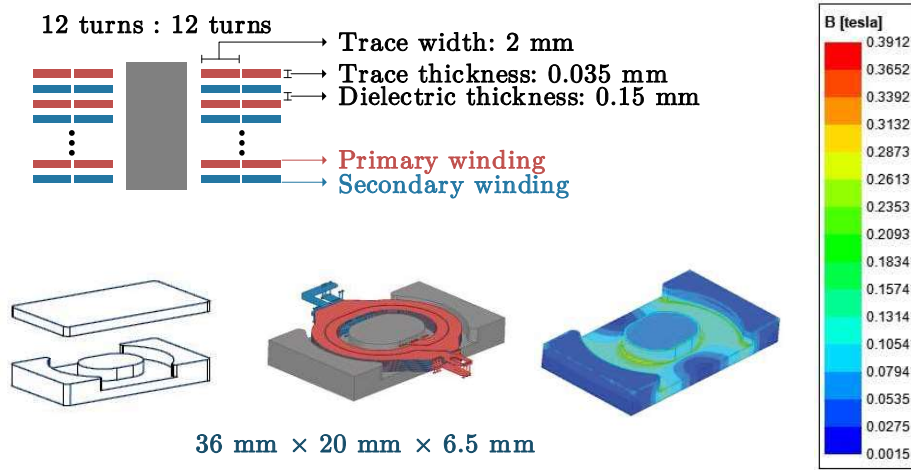 12 turns : 12 turns
Trace width: 2 mm
Trace thickness: 0.035 mm
Dielectric thickness: 0.15 mm
Primary winding
Secondary winding
36 mm × 20 mm × 6.5 mm
B [tesla]
0.3912
0.3652
0.3392
0.3132
0.2873
0.2613
0.2353
0.2093
0.1834
0.1574
0.1314
0.1054
0.0794
0.0535
0.0275
0.0015